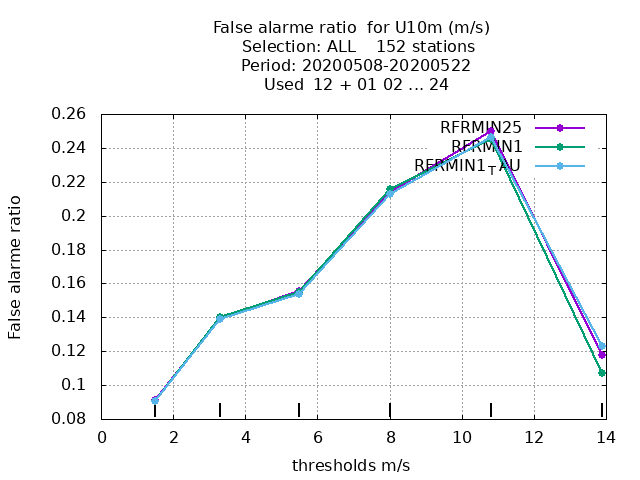 False alarme ratio for U10m (m/s)
Selection: ALL 152 stations
Period: 20200508-20200522
Used 12 + 01 02 ... 24
RFRMIN25
RFRMIN1
RFRMIN1TAU
False alarme ratio
0.26
0.24
0.22
0.2
0.18
0.16
0.14
0.12
0.1
0.08
0 2 4 6 8 10 12 14
thresholds m/s